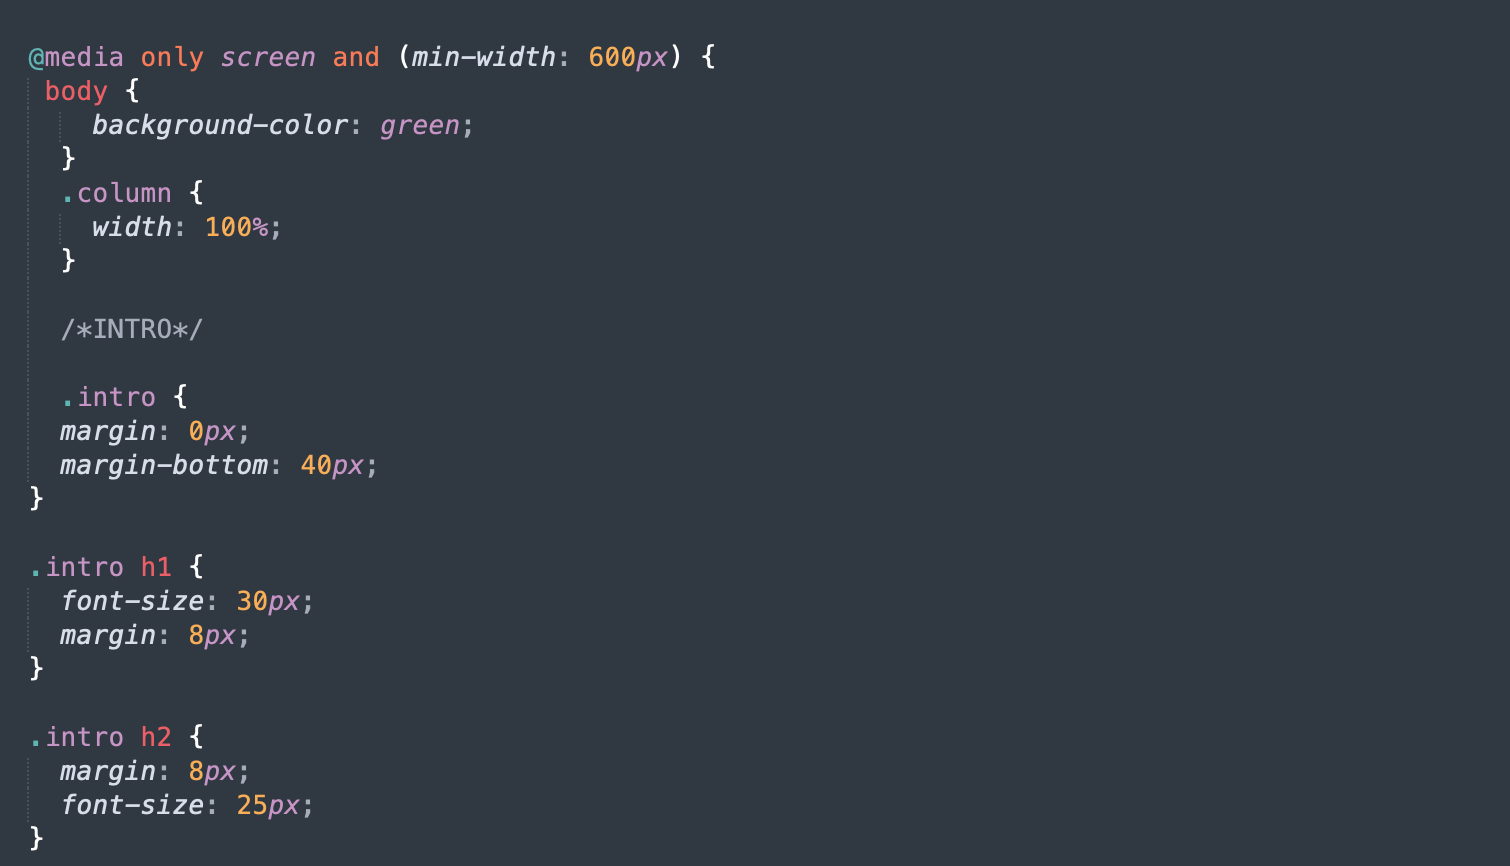 @media only screen and (min-width: 600px) {
 body {
    background-color: green;
  }
  .column {
    width: 100%;
  }

  /*INTRO*/

  .intro {
  margin: 0px;
  margin-bottom: 40px;
}

.intro h1 {
  font-size: 30px;
  margin: 8px;
}

.intro h2 {
  margin: 8px;
  font-size: 25px;
}